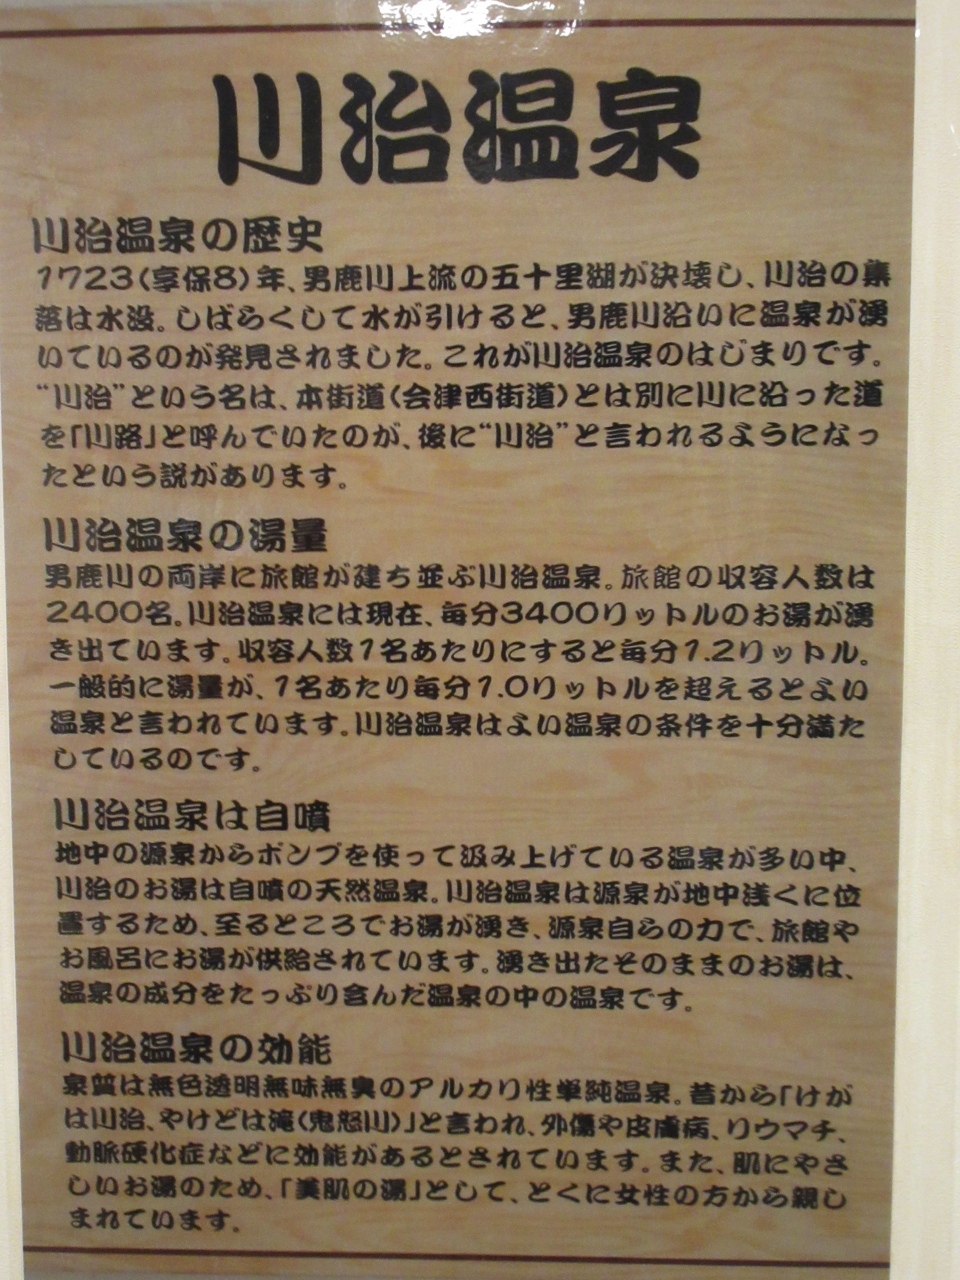 川治温泉
川治温泉の歴史
1723(享保8)年、男鹿川上流の五十里湖が決壊し、川治の集
落は水没。しばらくして水が引けると、男鹿川沿いに温泉が湧
いているのが発見されました。これが川治温泉のはじまりです。
“川治”という名は、本街道(会津西街道)とは別に川に沿った道
を「川路」と呼んでいたのが、後に“川治”と言われるようになっ
たという説があります。
川治温泉の湯量
男鹿川の両岸に旅館が建ち並ぶ川治温泉。旅館の収容人数は
2400名。川治温泉には現在、毎分3400リットルのお湯が湧
き出ています。収容人数1名あたりにすると毎分1.2リットル。
一般的に湯量が、1名あたり毎分1.0リットルを超えるとよい
温泉と言われています。川治温泉はよい温泉の条件を十分満た
しているのです。
川治温泉は自噴
地中の源泉からポンプを使って汲み上げている温泉が多い中、
川治のお湯は自噴の天然温泉。川治温泉は源泉が地中浅くに位
置するため、至るところでお湯が湧き、源泉自らの力で、旅館や
お風呂にお湯が供給されています。湧き出たそのままのお湯は、
温泉の成分をたっぷり含んだ温泉の中の温泉です。
川治温泉の効能
泉質は無色透明無味無臭のアルカリ性単純温泉。昔から「けが
は川治、やけどは滝(鬼怒川)」と言われ、外傷や皮膚病、リウマチ、
動脈硬化症などに効能があるとされています。また、肌にやさ
しいお湯のため、「美肌の湯」として、とくに女性の方から親し
まれています。